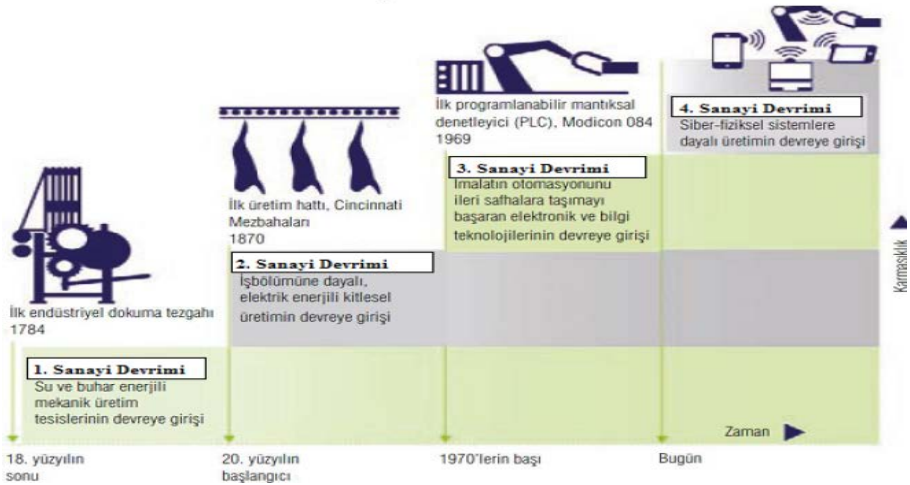 İlk endüstriyel dokuma tezgahı
1784
1. Sanayi Devrimi
Su ve buhar enerjili
mekanik üretim
tesislerinin devreye girişi
18. yüzyılın
sonu
İlk üretim hattı, Cincinnati
Mezbahaları
1870
2. Sanayi Devrimi
İşbölümüne dayalı,
elektrik enerjili kitlesel
üretimin devreye girişi
20. yüzyılın
başlangıcı
İlk programlanabilir mantıksal
denetleyici (PLC), Modicon 084
1969
3. Sanayi Devrimi
İmalatın otomasyonunu
ileri safhalara taşımayı
başaran elektronik ve bilgi
teknolojilerinin devreye girişi
1970'lerin başı
4. Sanayi Devrimi
Siber-fiziksel sistemlere
dayalı üretimin devreye girişi
Bugün
Zaman
Karmaşıklık